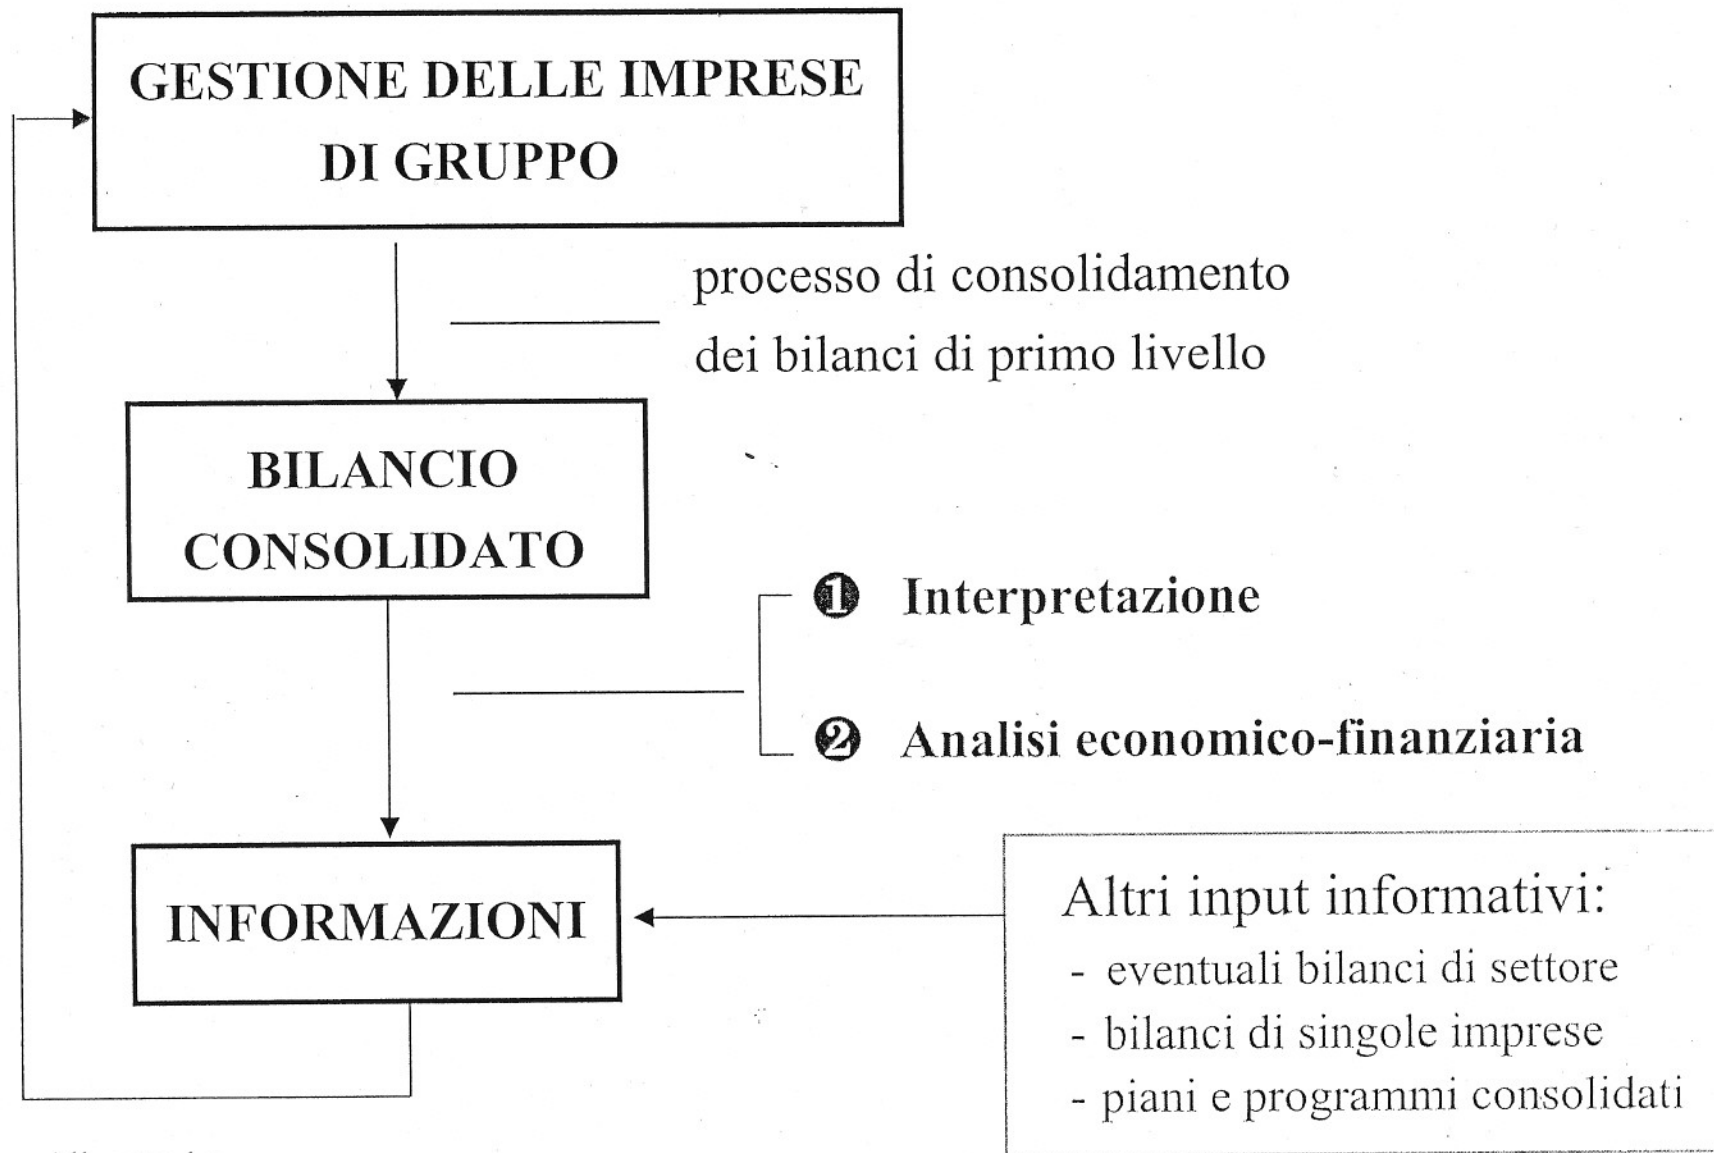 GESTIONE DELLE IMPRESE
DI GRUPPO
processo di consolidamento
dei bilanci di primo livello
BILANCIO
CONSOLIDATO
❶ Interpretazione
❷ Analisi economico-finanziaria
INFORMAZIONI
Altri input informativi:
- eventuali bilanci di settore
- bilanci di singole imprese
- piani e programmi consolidati